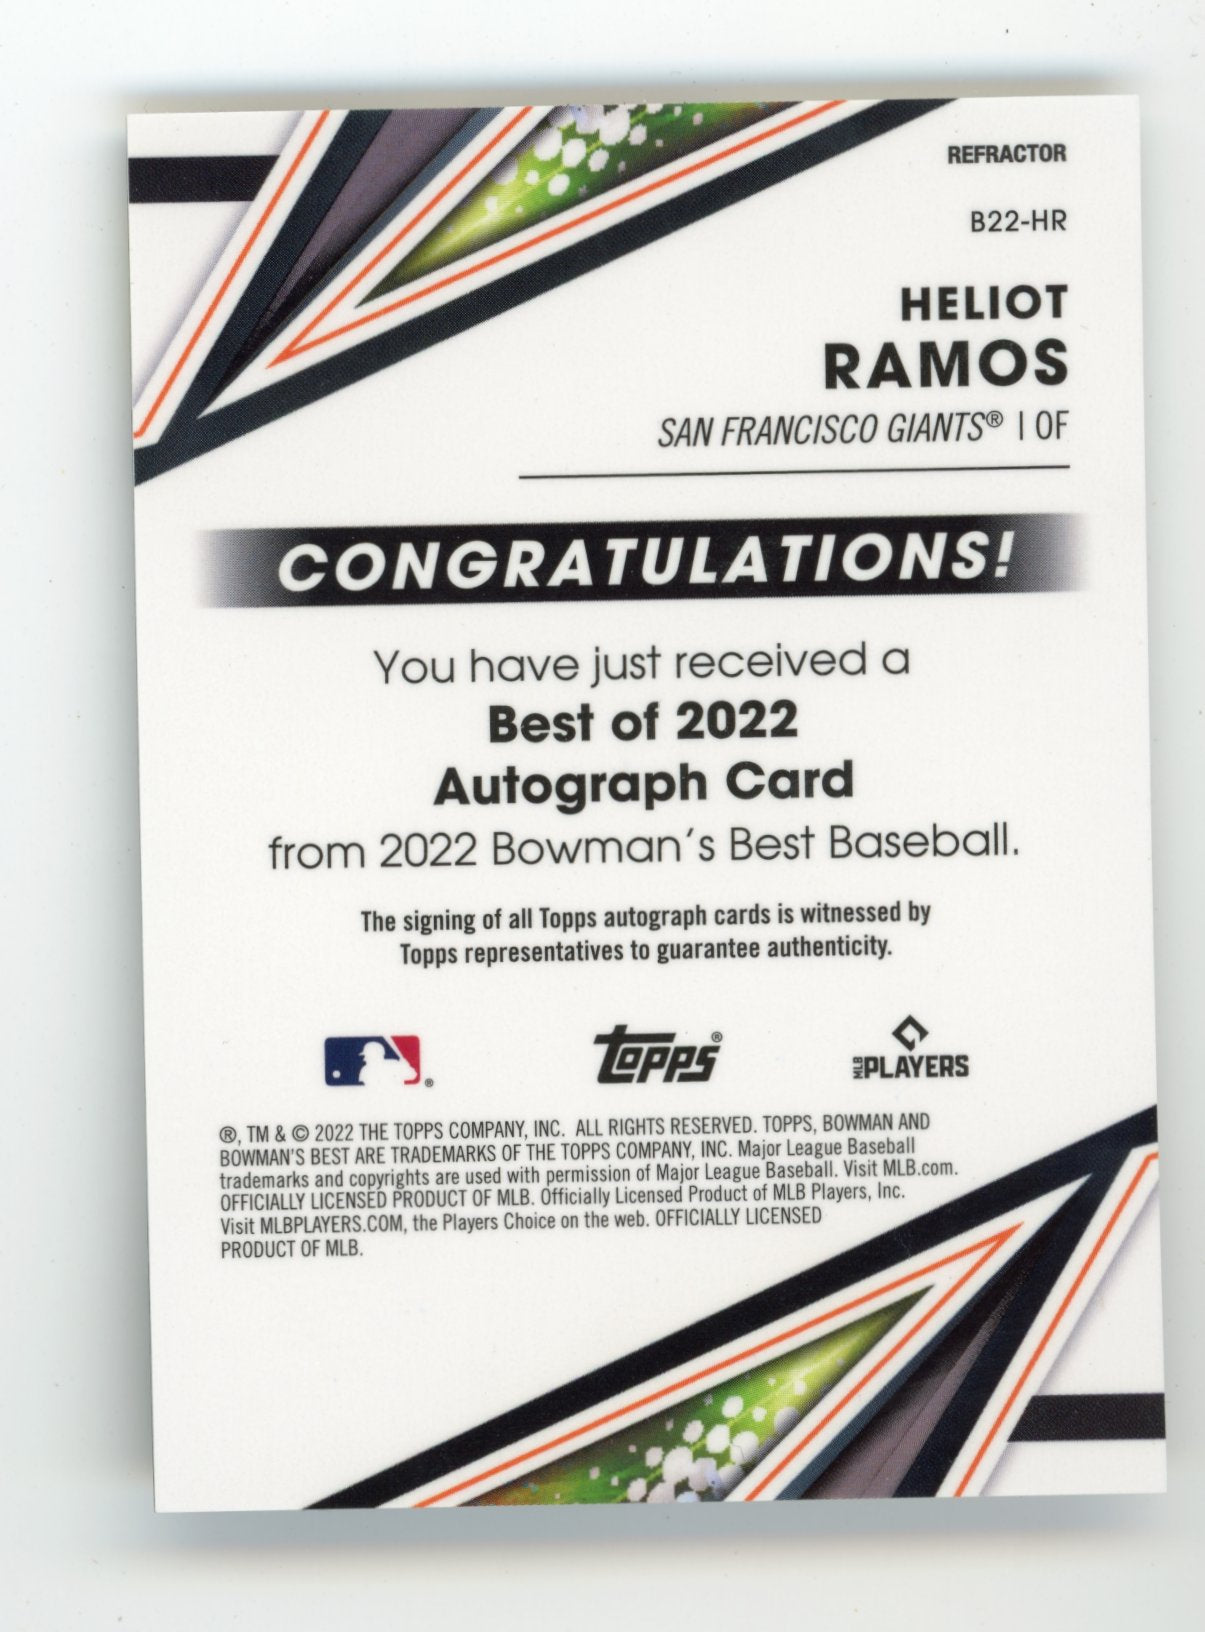 REFRACTOR
B22-HR
HELIOT
RAMOS
SAN FRANCISCO GIANTS® | OF
CONGRATULATIONS!
You have just received a
Best of 2022
Autograph Card
from 2022 Bowman's Best Baseball.
The signing of all Topps autograph cards is witnessed by
Topps representatives to guarantee authenticity.
® Topps® MLB PLAYERS
®, TM & © 2022 THE TOPPS COMPANY, INC. ALL RIGHTS RESERVED. TOPPS, BOWMAN AND
BOWMAN'S BEST ARE TRADEMARKS OF THE TOPPS COMPANY, INC. Major League Baseball
trademarks and copyrights are used with permission of Major League Baseball. Visit MLB.com.
OFFICIALLY LICENSED PRODUCT OF MLB. Officially Licensed Product of MLB Players, Inc.
Visit MLBPLAYERS.COM, the Players Choice on the web. OFFICIALLY LICENSED
PRODUCT OF MLB.